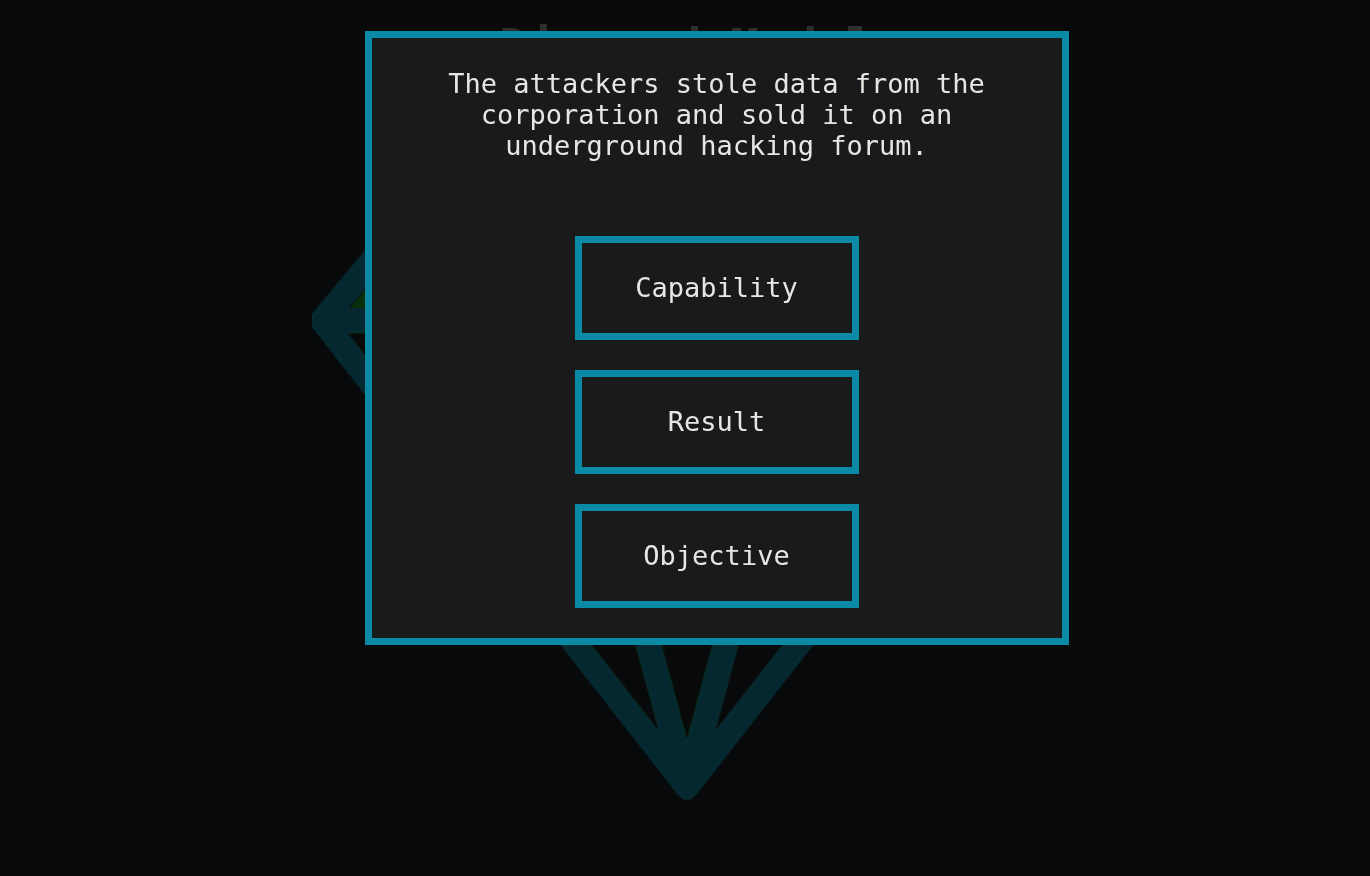 The attackers stole data from the
corporation and sold it on an
underground hacking forum.
Capability
Result
Objective